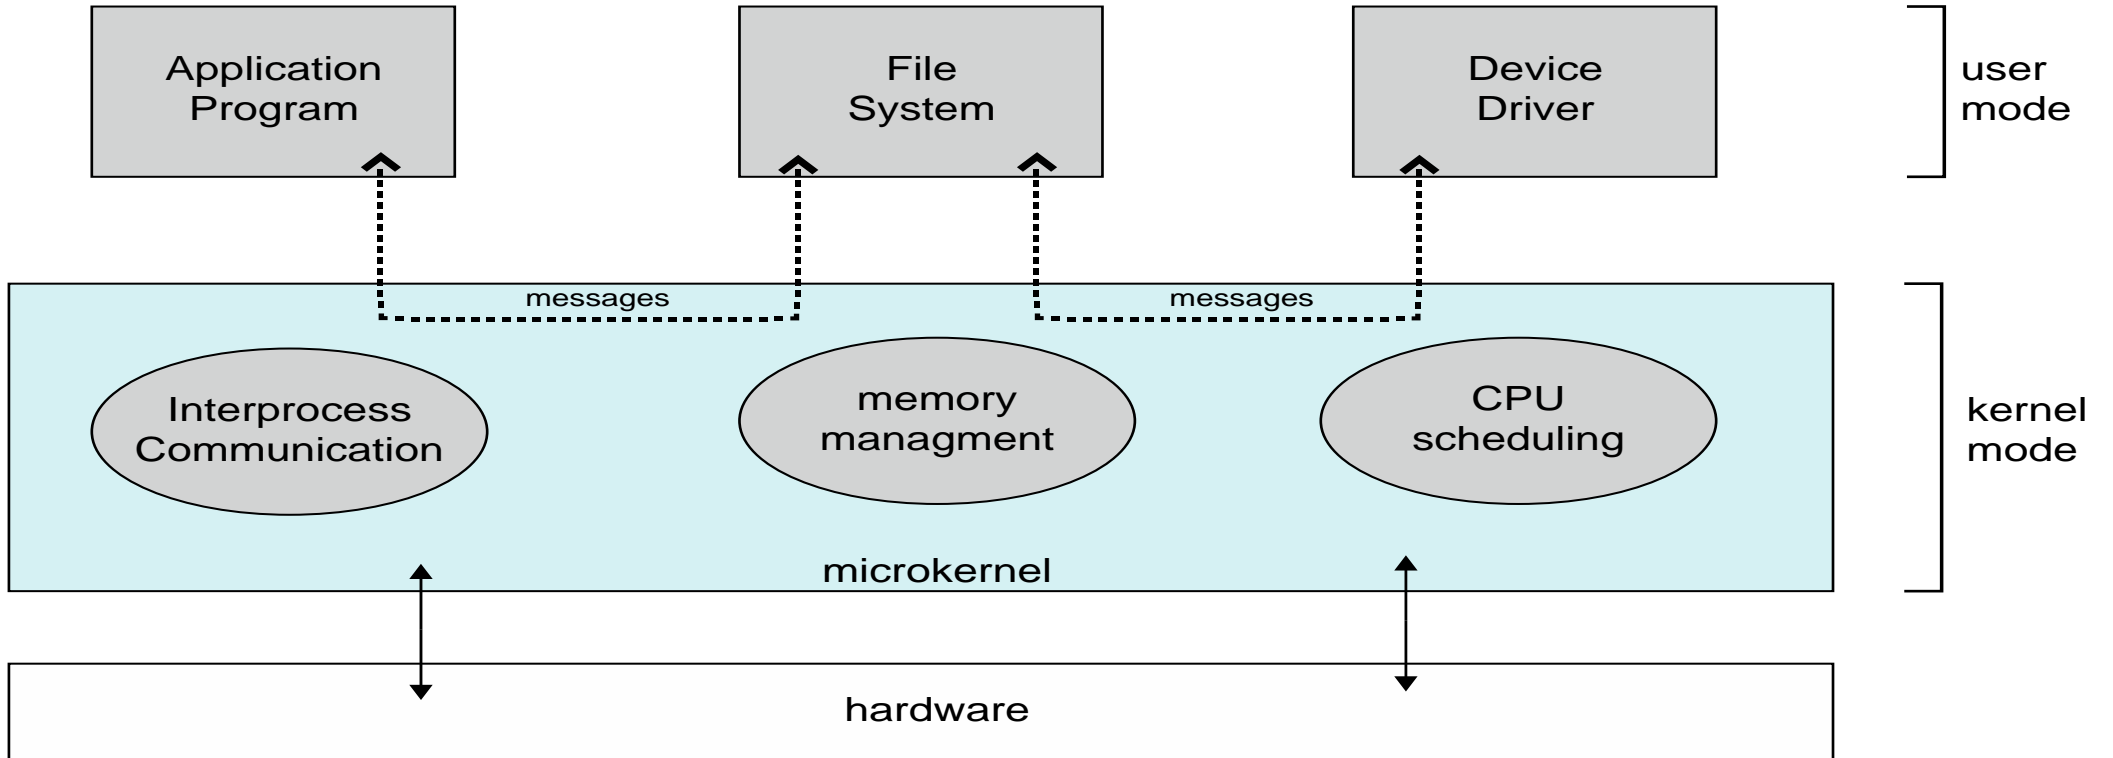 Application
Program
File
System
Device
Driver
user
mode
messages
messages
Interprocess
Communication
memory
managment
CPU
scheduling
kernel
mode
microkernel
hardware